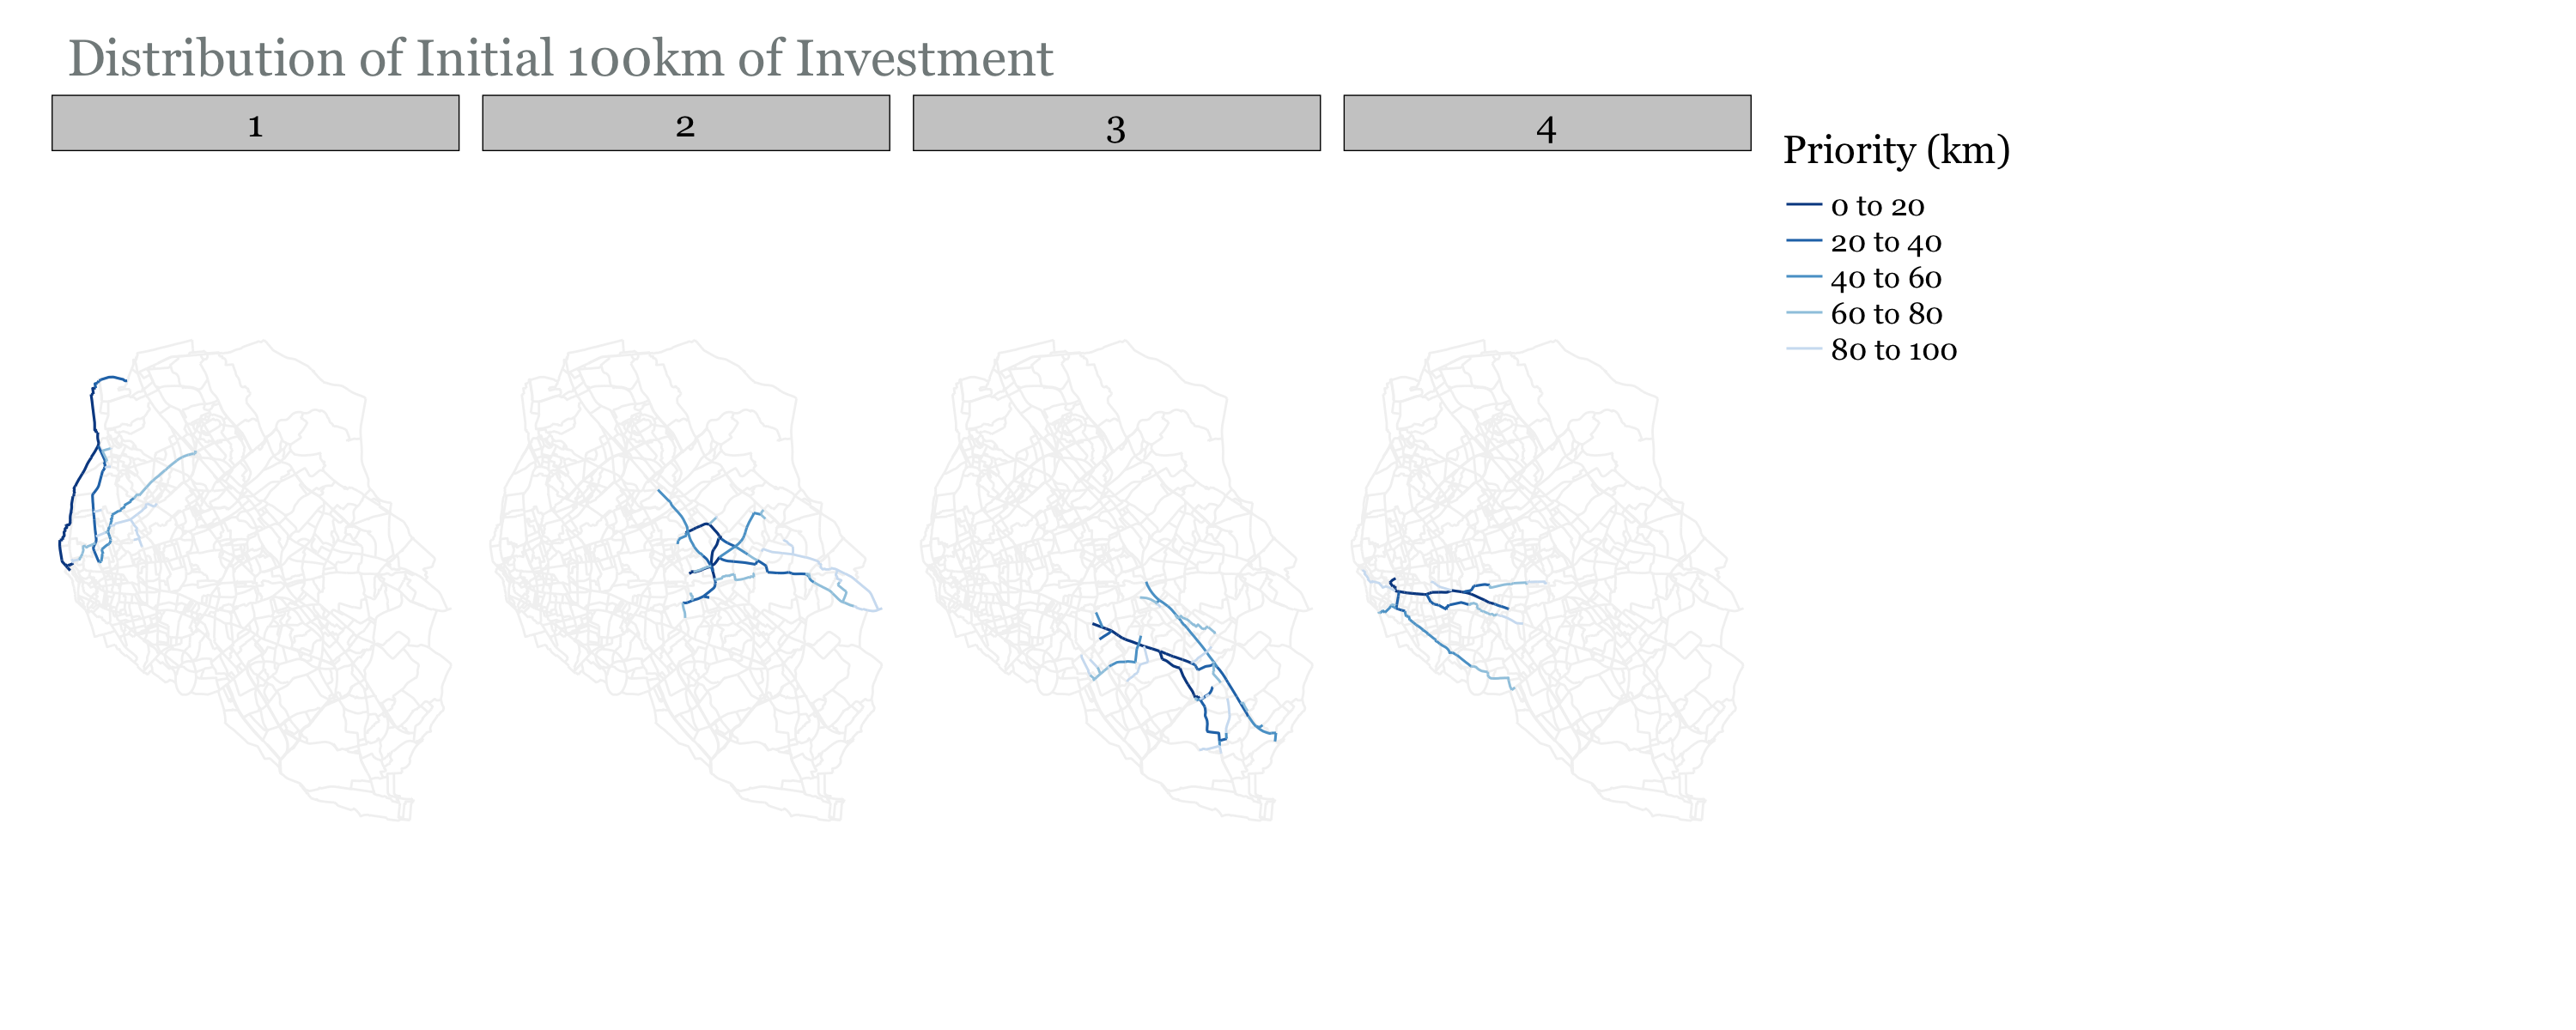 Distribution of Initial 100km of Investment
1
2
3
4
Priority (km)
0 to 20
20 to 40
40 to 60
60 to 80
80 to 100